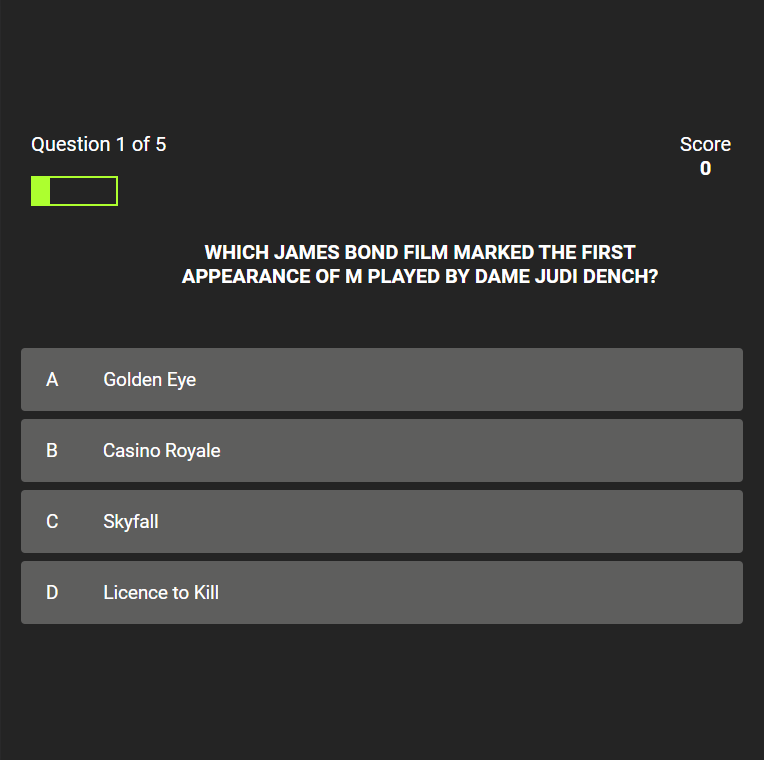 Question 1 of 5
Score
0
WHICH JAMES BOND FILM MARKED THE FIRST
APPEARANCE OF M PLAYED BY DAME JUDI DENCH?
A Golden Eye
B Casino Royale
C Skyfall
D Licence to Kill